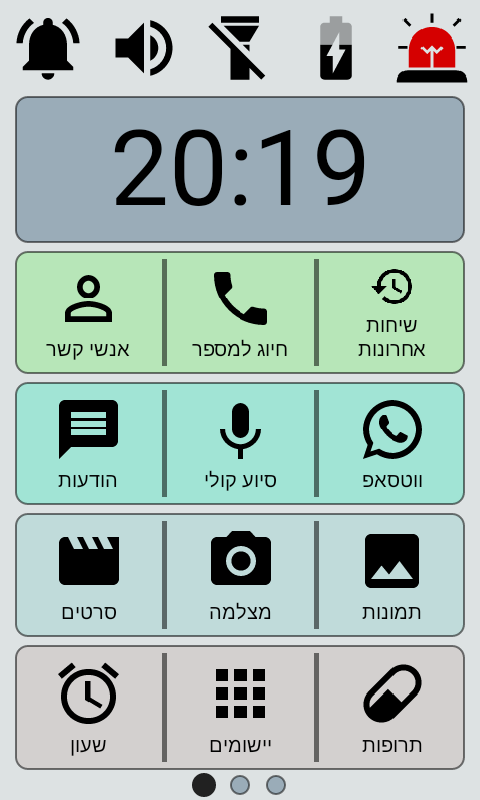 20:19
שיחות
אחרונות
חיוג למספר
אנשי קשר
ווטסאפ
סיוע קולי
הודעות
תמונות
מצלמה
סרטים
תרופות
יישומים
שעון